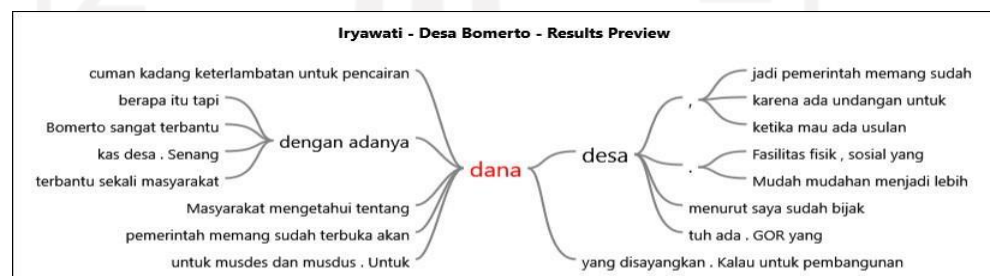 Iryawati - Desa Bomerto - Results Preview
cuman kadang keterlambatan untuk pencairan
berapa itu tapi
Bomerto sangat terbantu
kas desa . Senang
terbantu sekali masyarakat
dengan adanya
Masyarakat mengetahui tentang
pemerintah memang sudah terbuka akan
untuk musdes dan musdus . Untuk
dana
desa
,
jadi pemerintah memang sudah
karena ada undangan untuk
ketika mau ada usulan
.
Fasilitas fisik , sosial yang
Mudah mudahan menjadi lebih
menurut saya sudah bijak
tuh ada . GOR yang
yang disayangkan . Kalau untuk pembangunan